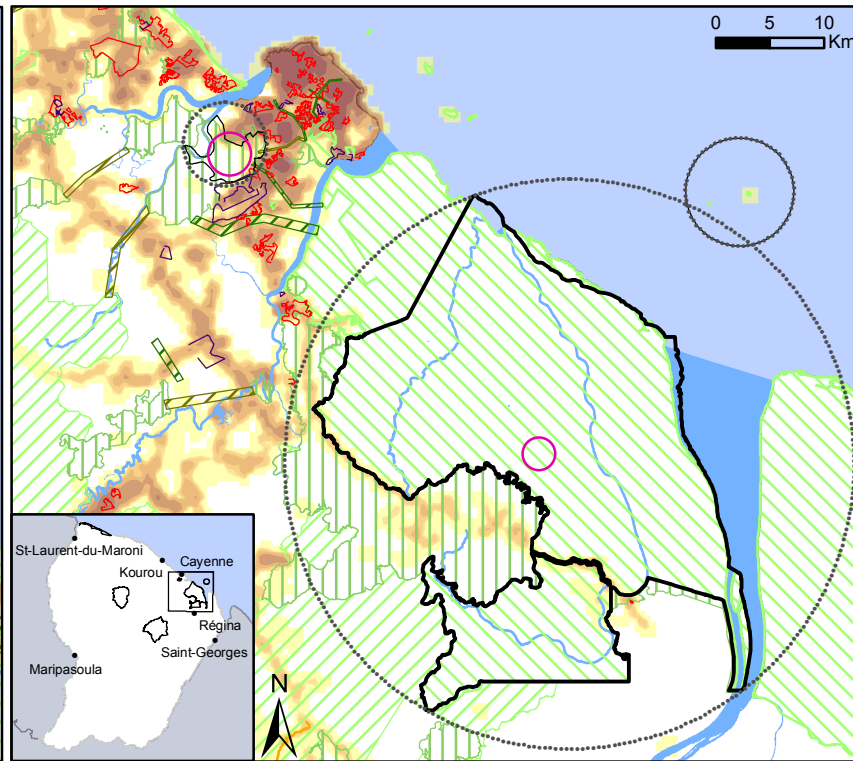 0 5 10
Km
St-Laurent-du-Maroni
Cayenne
Kourou
Régina
Saint-Georges
Maripasoula
N